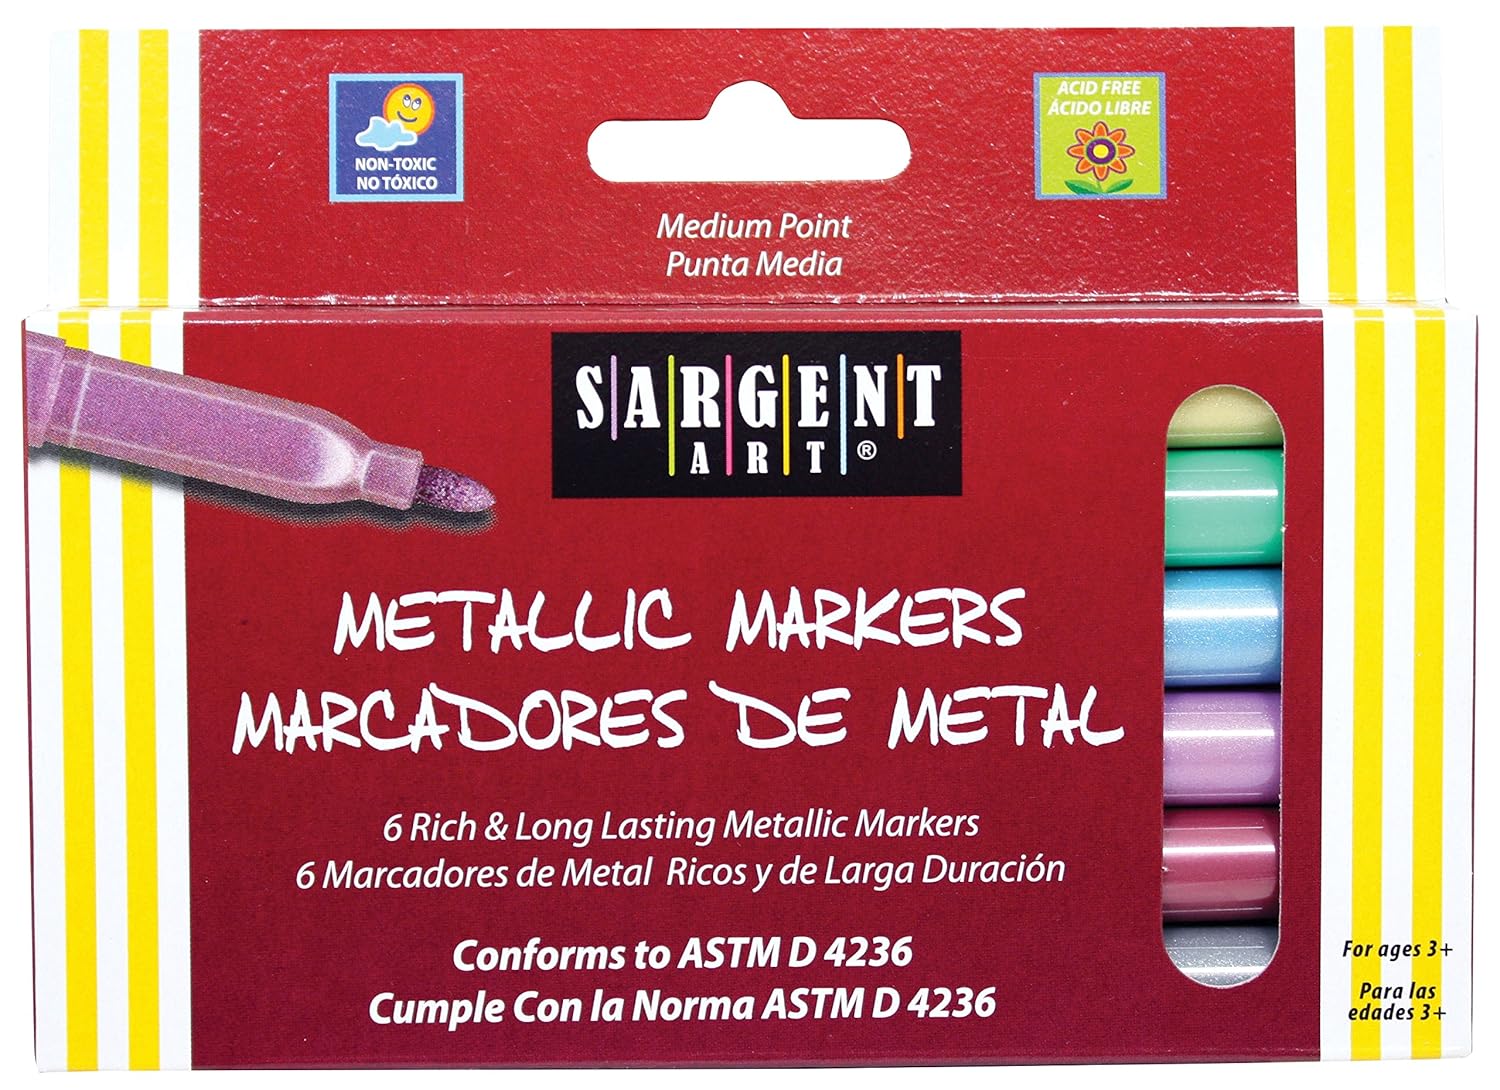 NON-TOXIC
NO TÓXICO
ACID FREE
ÁCIDO LIBRE
Medium Point
Punta Media
SARGENT
ART®
METALLIC MARKERS
MARCADORES DE METAL
6 Rich & Long Lasting Metallic Markers
6 Marcadores de Metal Ricos y de Larga Duración
Conforms to ASTM D 4236
Cumple Con la Norma ASTM D 4236
For ages 3+
Para las
edades 3+